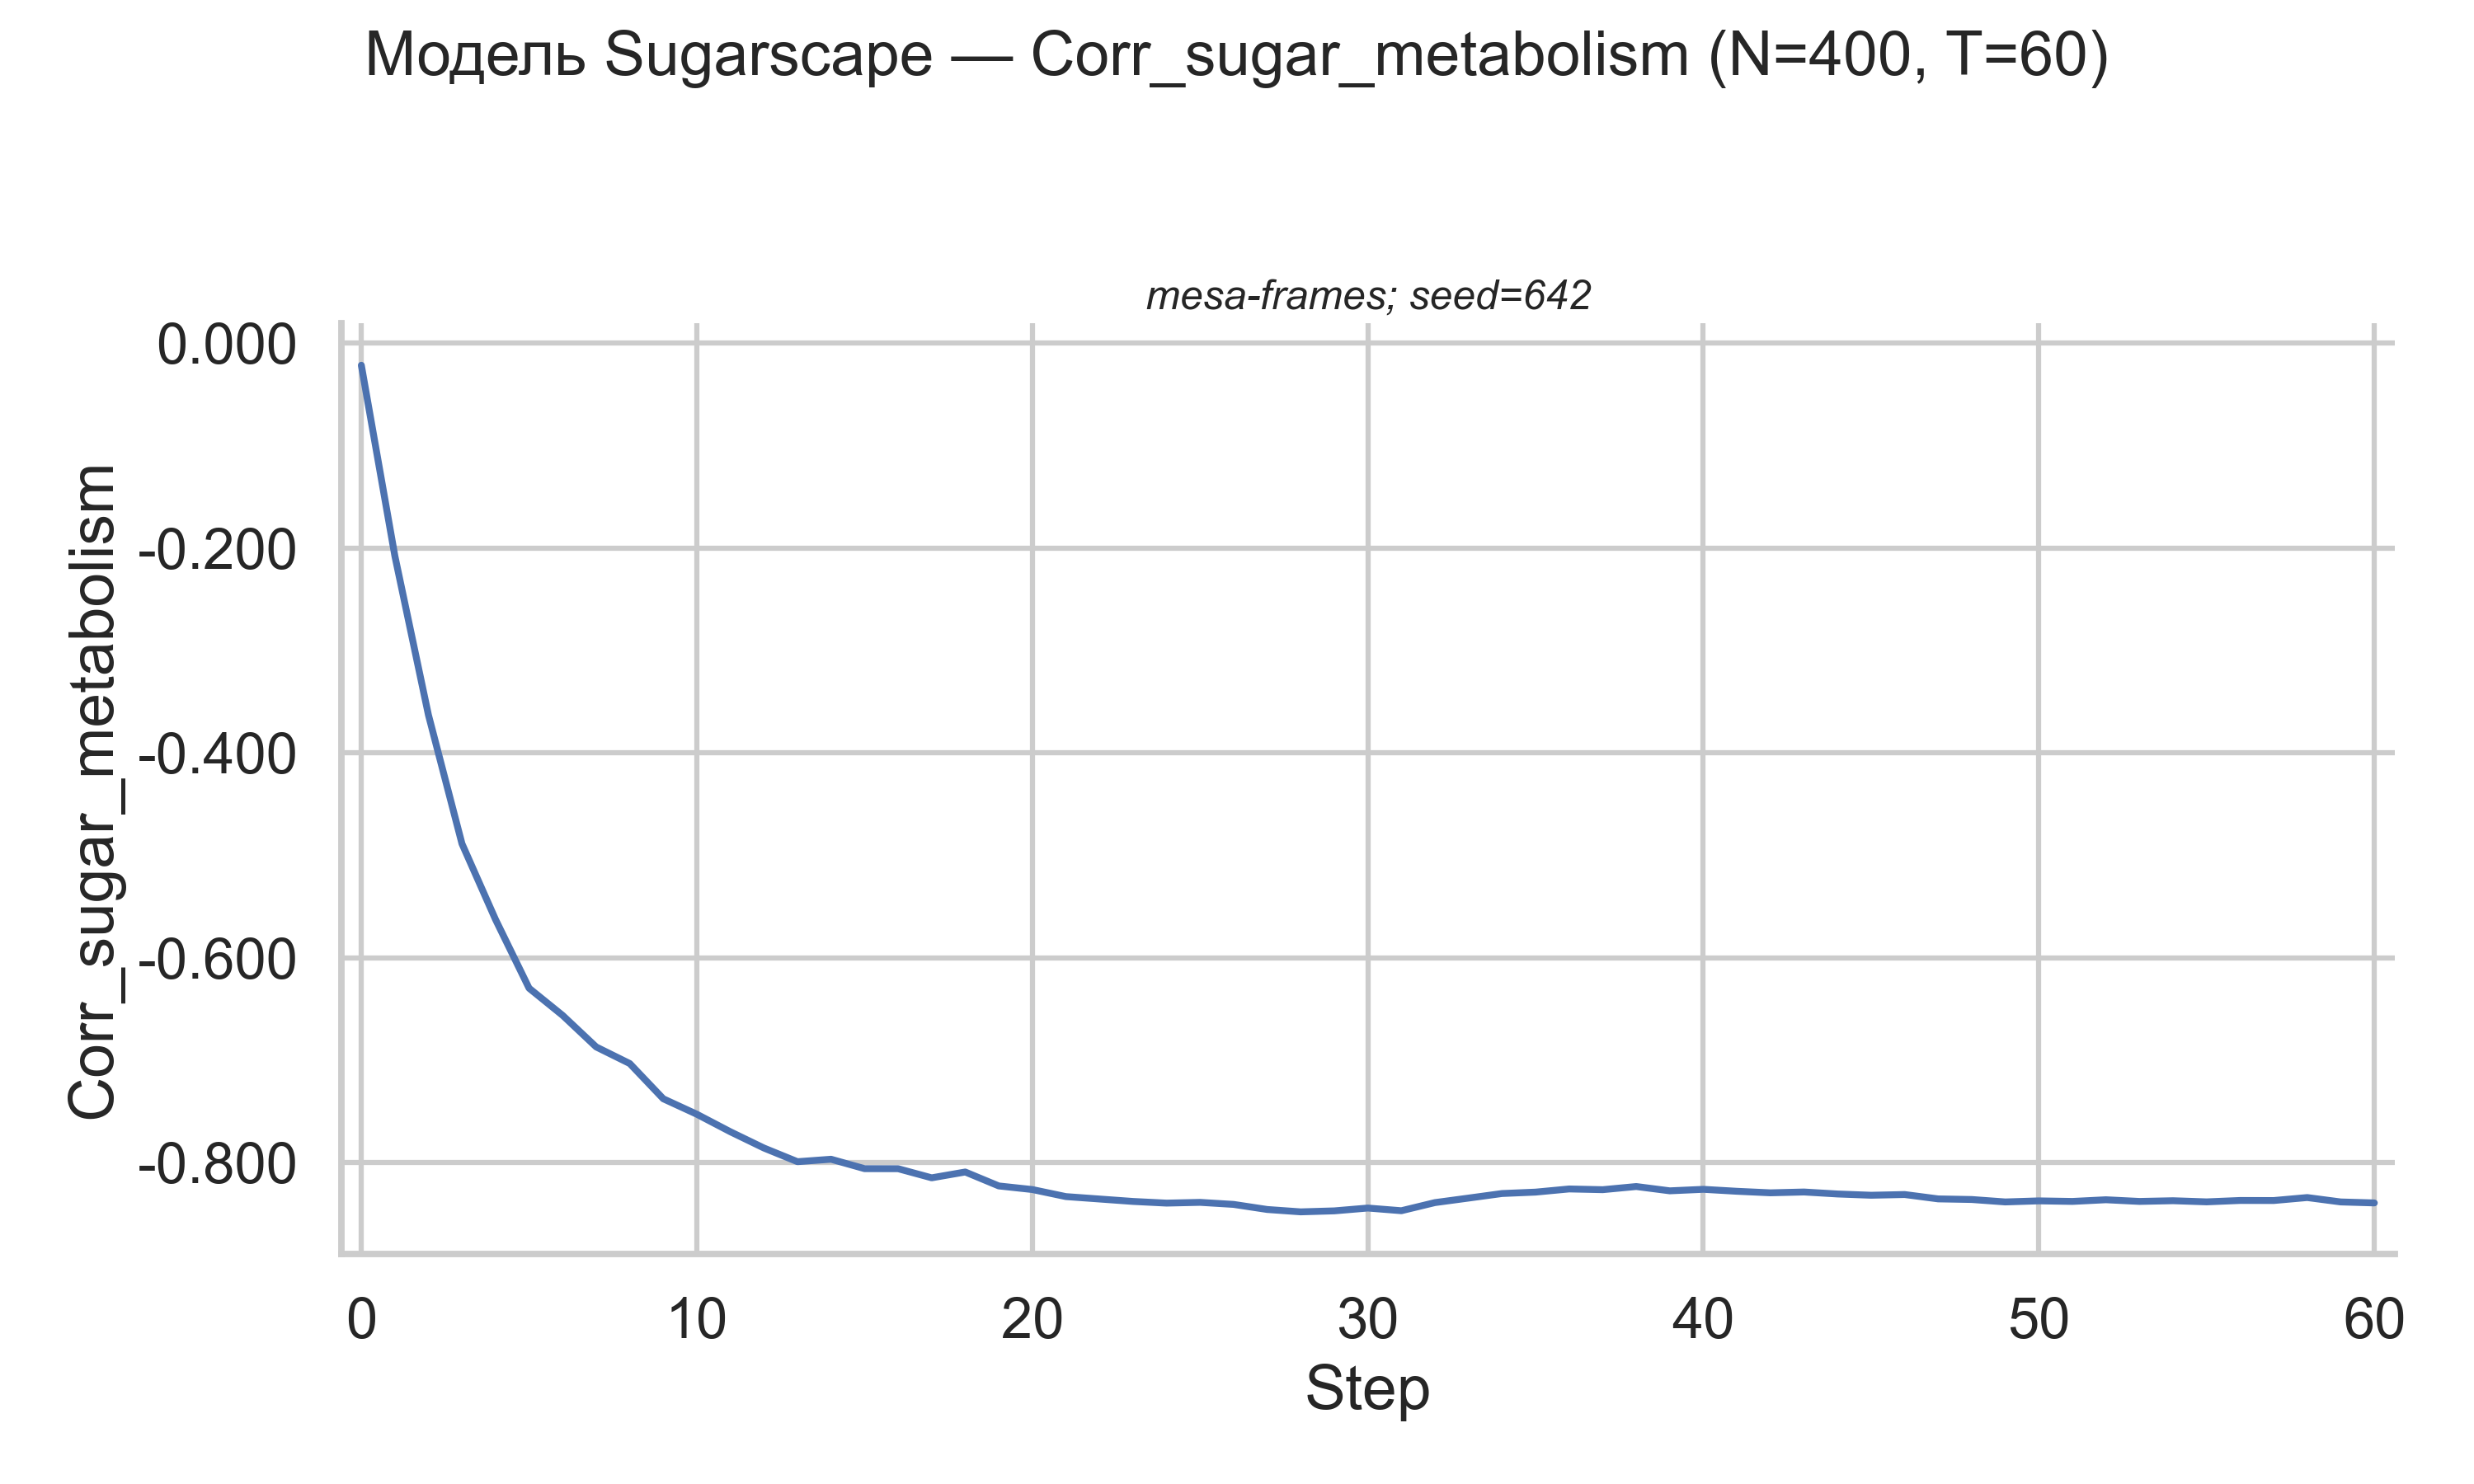 Модель Sugarscape — Corr_sugar_metabolism (N=400, T=60)
mesa-frames; seed=642
Corr_sugar_metabolism
0.000
-0.200
-0.400
-0.600
-0.800
0 10 20 30 40 50 60
Step